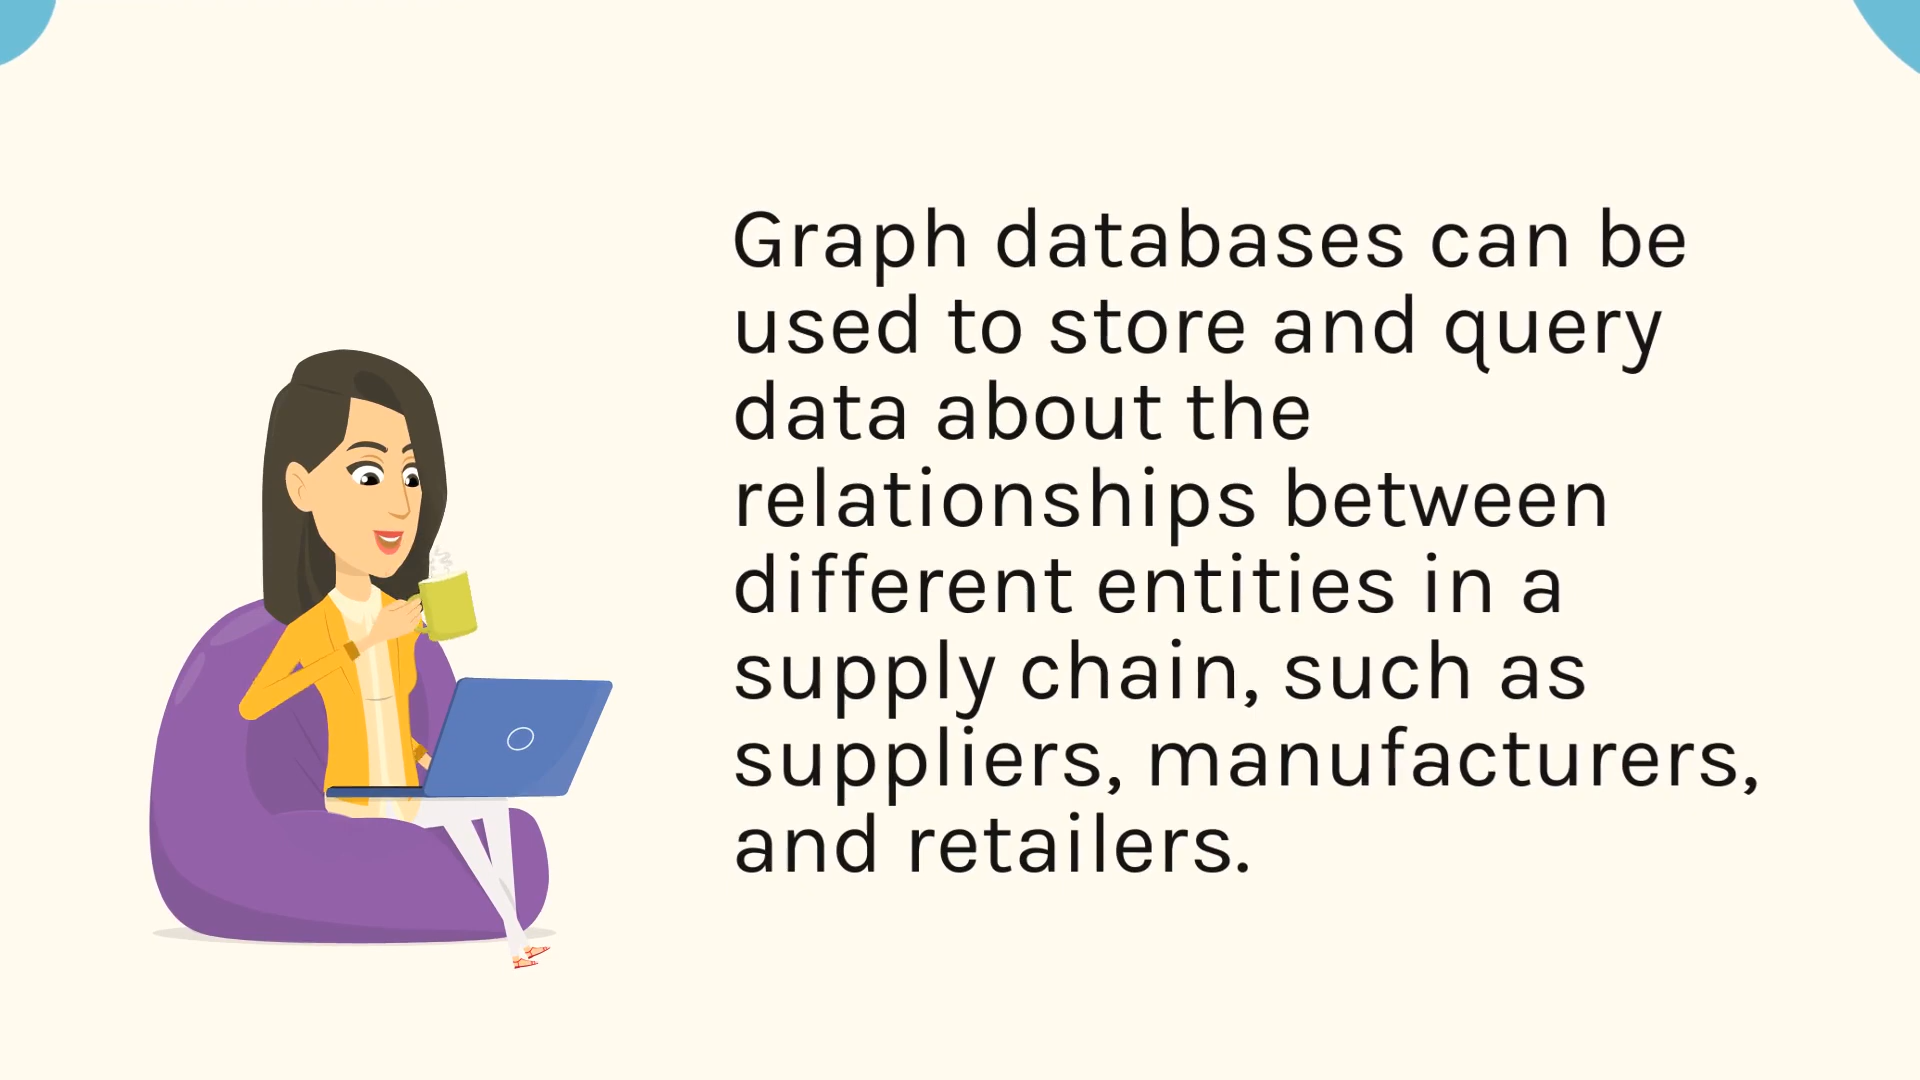 Graph databases can be
used to store and query
data about the
relationships between
different entities in a
supply chain, such as
suppliers, manufacturers,
and retailers.